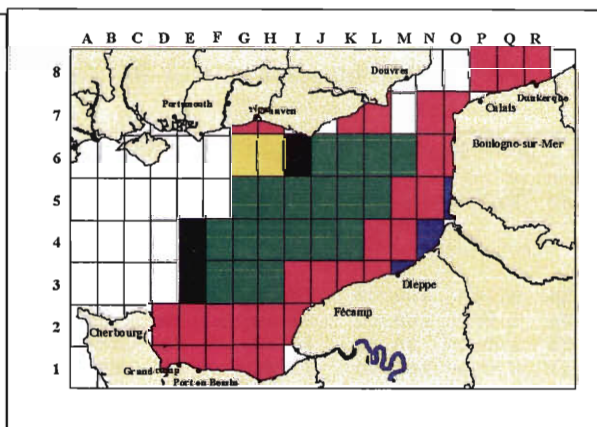 A B C D E F G H I J K L M N O P Q R
8
Douvres
Portsmouth
Dunkerque
Calais
7
Boulogne-sur-Mer
6
5
4
Dieppe
3
Fécamp
2
Cherbourg
Grandcamp
1
Port en Bessin